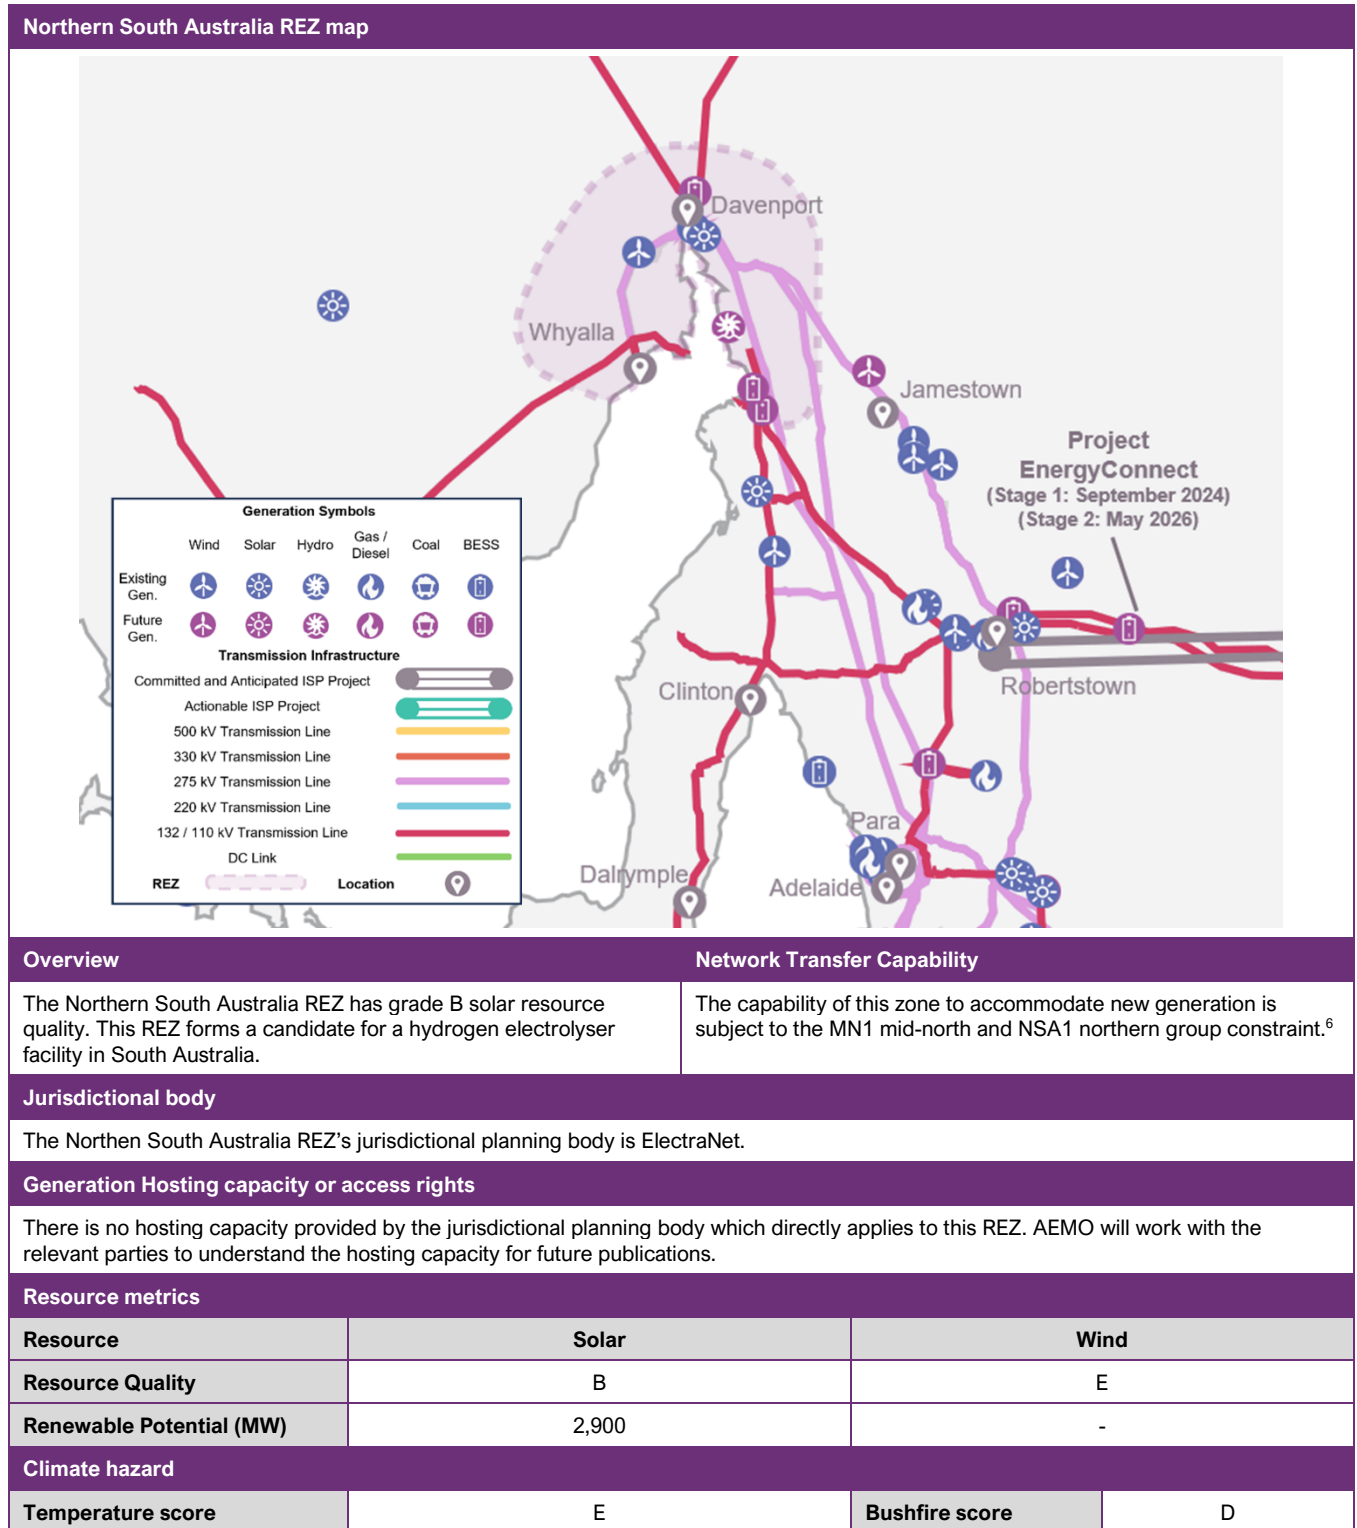 Northern South Australia REZ map
Davenport
Whyalla
Jamestown
Project
EnergyConnect
(Stage 1: September 2024)
(Stage 2: May 2026)
Generation Symbols
Wind Solar Hydro Gas / Diesel Coal BESS
Existing Gen.
Future Gen.
Transmission Infrastructure
Committed and Anticipated ISP Project
Actionable ISP Project
500 kV Transmission Line
330 kV Transmission Line
275 kV Transmission Line
220 kV Transmission Line
132 / 110 kV Transmission Line
DC Link
REZ Location
Clinton
Robertstown
Para
Dalrymple
Adelaide
Overview
The Northern South Australia REZ has grade B solar resource
quality. This REZ forms a candidate for a hydrogen electrolyser
facility in South Australia.
Network Transfer Capability
The capability of this zone to accommodate new generation is
subject to the MN1 mid-north and NSA1 northern group constraint.6
Jurisdictional body
The Northen South Australia REZ's jurisdictional planning body is ElectraNet.
Generation Hosting capacity or access rights
There is no hosting capacity provided by the jurisdictional planning body which directly applies to this REZ. AEMO will work with the
relevant parties to understand the hosting capacity for future publications.
Resource metrics
Resource Solar Wind
Resource Quality B E
Renewable Potential (MW) 2,900 -
Climate hazard
Temperature score E Bushfire score D